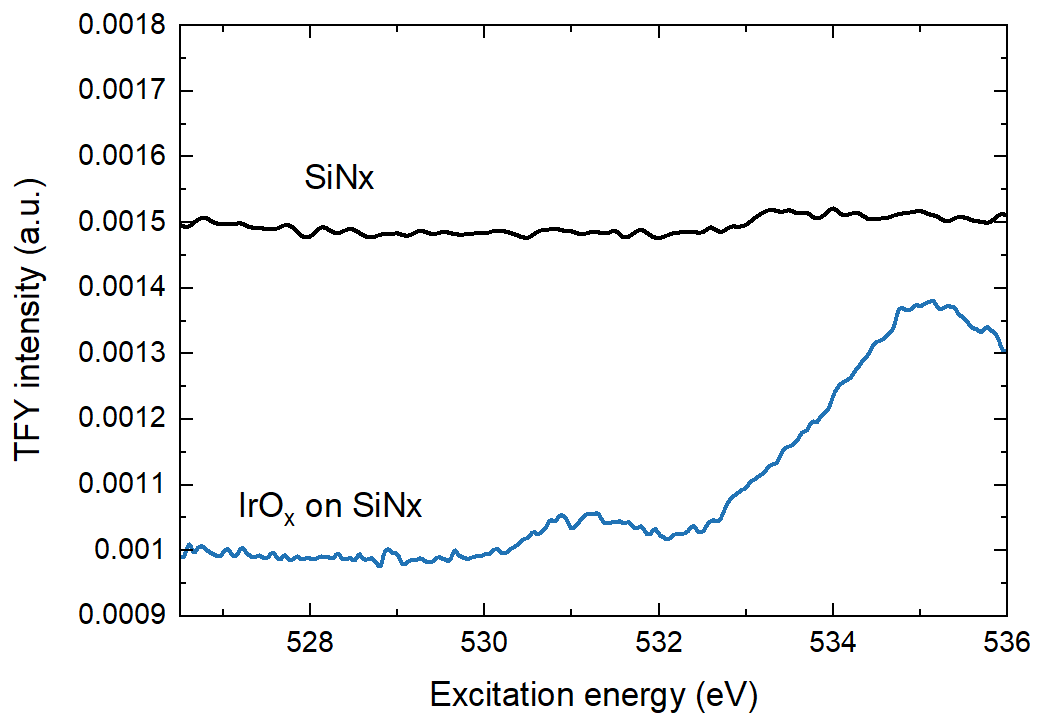 0.0018
0.0017
0.0016
0.0015
0.0014
0.0013
0.0012
0.0011
0.001
0.0009
TFY intensity (a.u.)
SiNx
IrOₓ on SiNx
528 530 532 534 536
Excitation energy (eV)